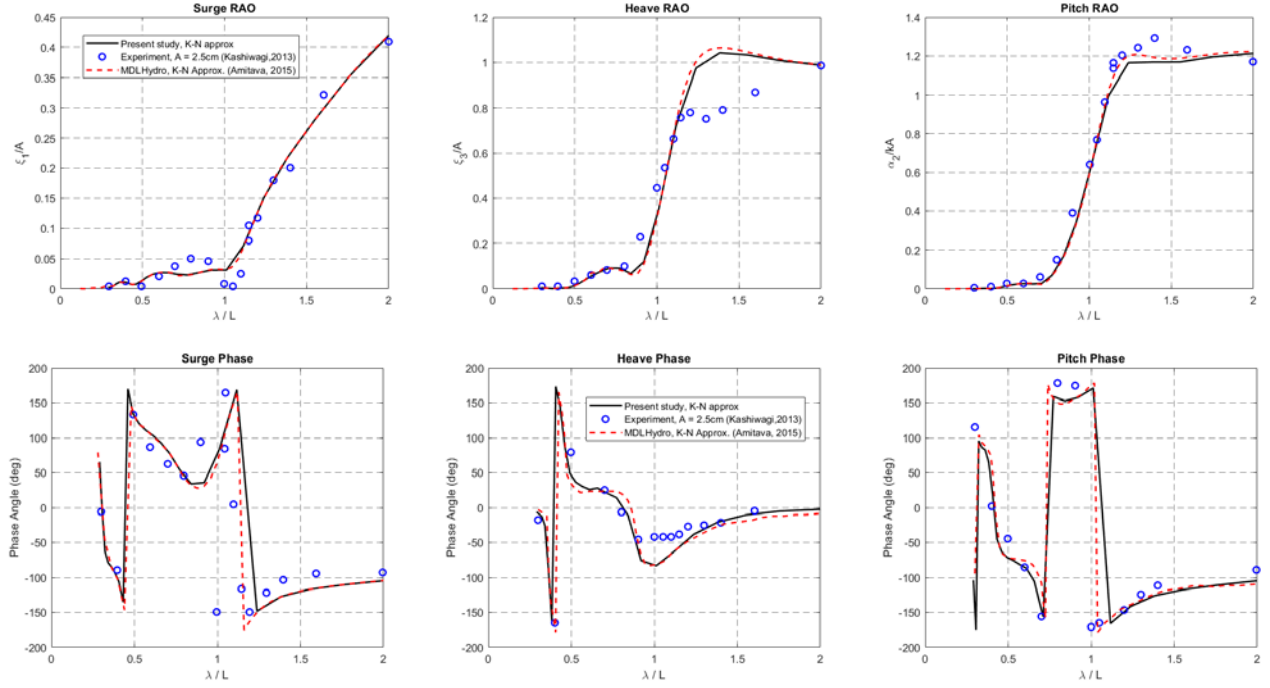 Surge RAO
0.45
0.4
0.35
0.3
0.25
0.2
0.15
0.1
0.05
0
ξ1/A
Present study, K-N approx
Experiment, A = 2.5cm (Kashiwagi,2013)
MDLHydro, K-N Approx. (Amitava, 2015)
0 0.5 1 1.5 2
λ / L
Heave RAO
1.2
1
0.8
0.6
0.4
0.2
0
ξ3/A
0 0.5 1 1.5 2
λ / L
Pitch RAO
1.4
1.2
1
0.8
0.6
0.4
0.2
0
α2/kA
0 0.5 1 1.5 2
λ / L
Surge Phase
200
150
100
50
0
-50
-100
-150
-200
Phase Angle (deg)
0 0.5 1 1.5 2
λ / L
Heave Phase
200
150
100
50
0
-50
-100
-150
-200
Phase Angle (deg)
Present study, K-N approx
Experiment, A = 2.5cm (Kashiwagi,2013)
MDLHydro, K-N Approx. (Amitava, 2015)
0 0.5 1 1.5 2
λ / L
Pitch Phase
200
150
100
50
0
-50
-100
-150
-200
Phase Angle (deg)
0 0.5 1 1.5 2
λ / L